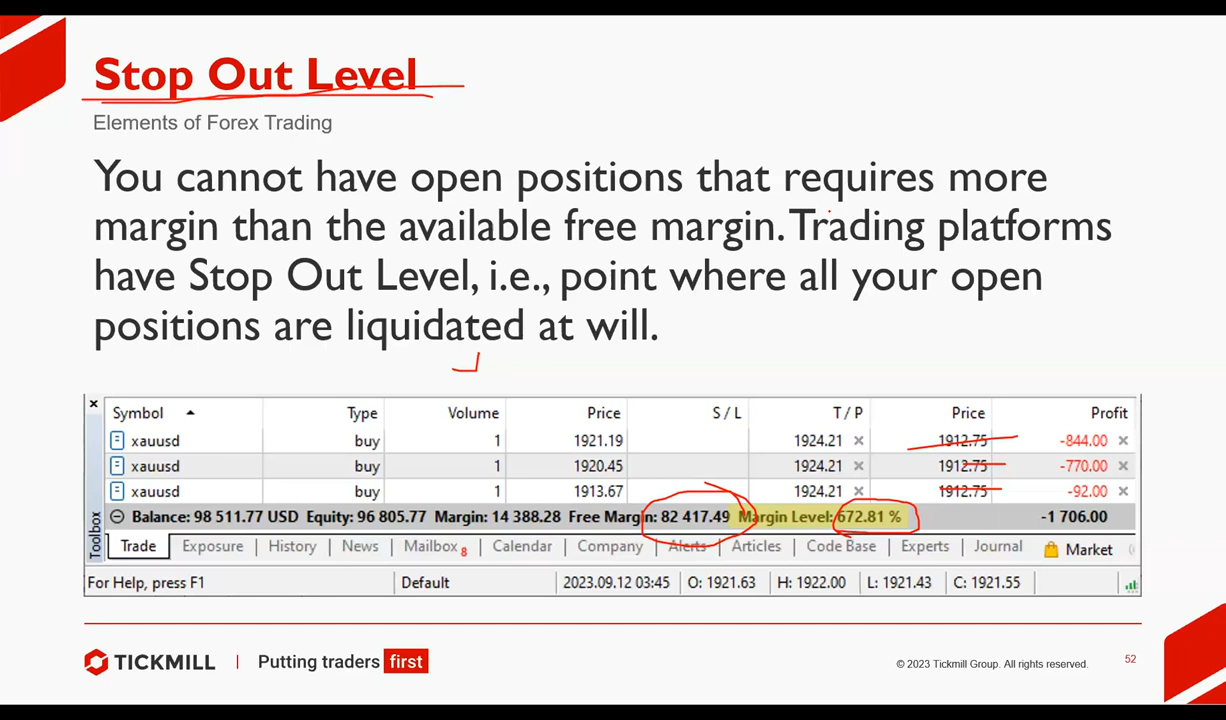 Stop Out Level
Elements of Forex Trading
You cannot have open positions that requires more
margin than the available free margin. Trading platforms
have Stop Out Level, i.e., point where all your open
positions are liquidated at will.
Symbol Type Volume Price S / L T / P Price Profit
xauusd buy 1 1921.19 1924.21 1912.75 -844.00
xauusd buy 1 1920.45 1924.21 1912.75 -770.00
xauusd buy 1 1913.67 1924.21 1912.75 -92.00
Balance: 98 511.77 USD Equity: 96 805.77 Margin: 14 388.28 Free Margin: 82 417.49 Margin Level: 672.81 % -1 706.00
Toolbox
Trade Exposure History News Mailbox 8 Calendar Company Alerts Articles Code Base Experts Journal Market
For Help, press F1 Default 2023.09.12 03:45 O: 1921.63 H: 1922.00 L: 1921.43 C: 1921.55
TICKMILL | Putting traders first
© 2023 Tickmill Group. All rights reserved. 52